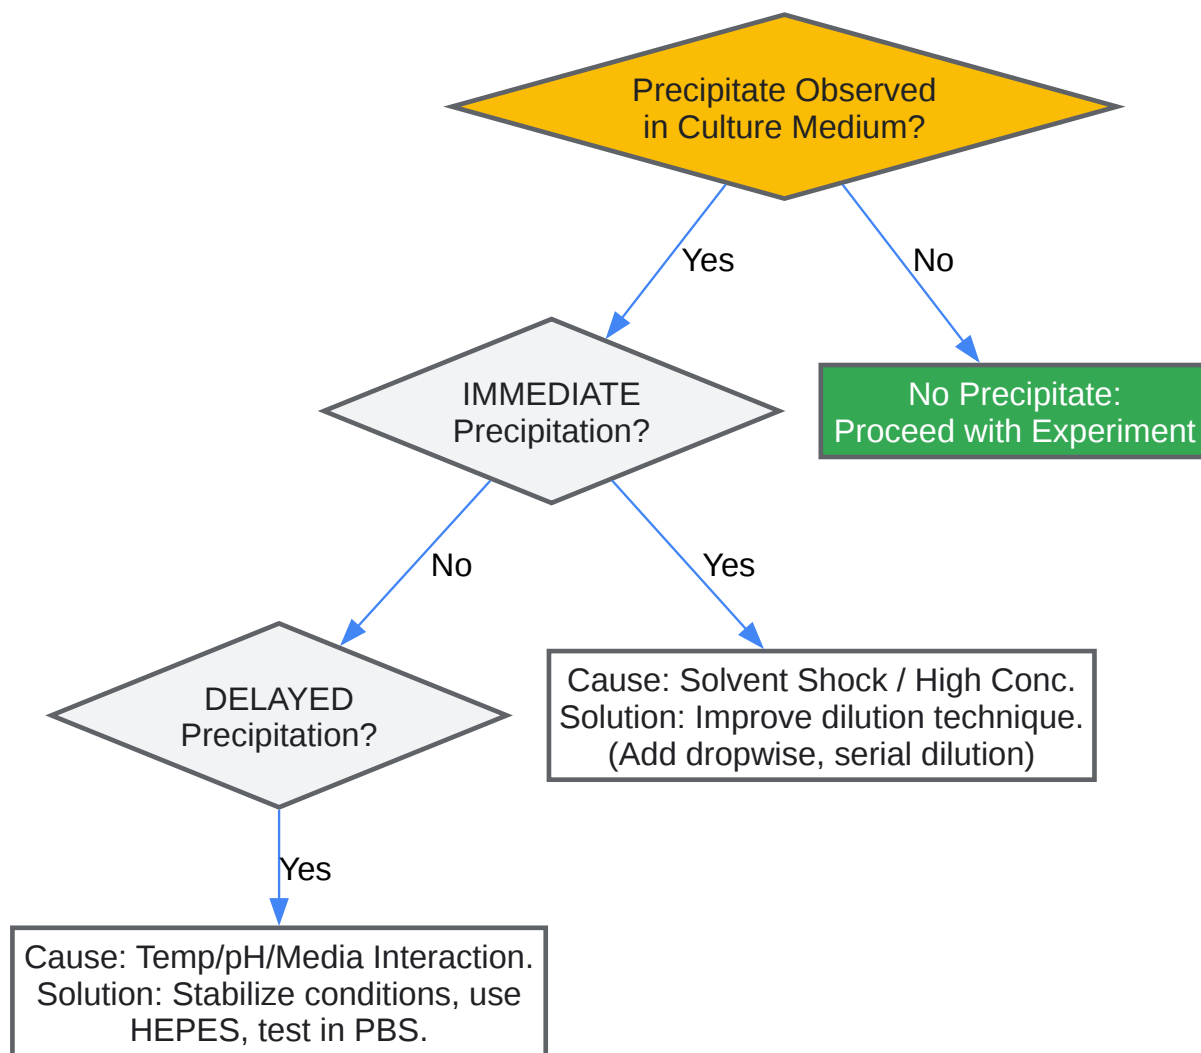 Precipitate Observed
in Culture Medium?
Yes
No
IMMEDIATE
Precipitation?
No Precipitate:
Proceed with Experiment
No
Yes
DELAYED
Precipitation?
Cause: Solvent Shock / High Conc.
Solution: Improve dilution technique.
(Add dropwise, serial dilution)
Yes
Cause: Temp/pH/Media Interaction.
Solution: Stabilize conditions, use
HEPES, test in PBS.